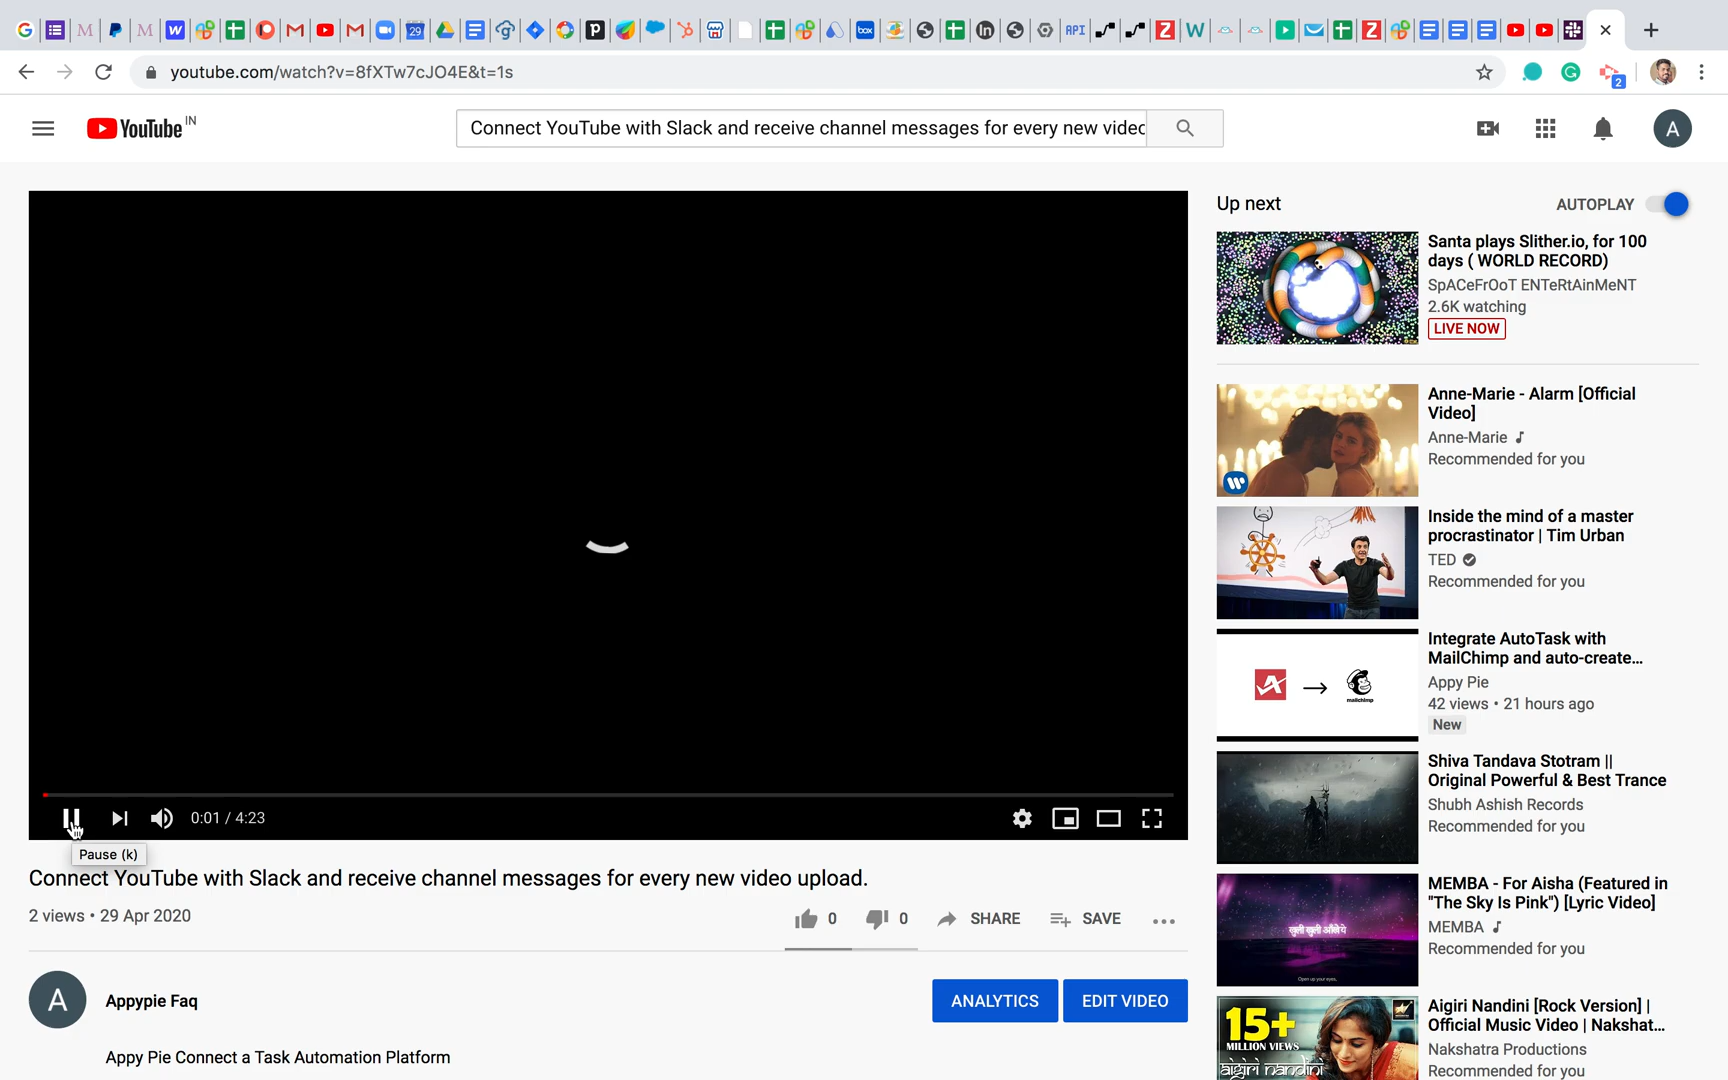 youtube.com/watch?v=8fXTw7cJO4E&t=1s
2
YouTube IN
Connect YouTube with Slack and receive channel messages for every new videc
A
Up next
AUTOPLAY
Santa plays Slither.io, for 100
days ( WORLD RECORD)
SpACeFrOoT ENTeRtAinMeNT
2.6K watching
LIVE NOW
Anne-Marie - Alarm [Official
Video]
Anne-Marie
Recommended for you
Inside the mind of a master
procrastinator | Tim Urban
TED
Recommended for you
Integrate AutoTask with
MailChimp and auto-create...
Appy Pie
42 views • 21 hours ago
New
mailchimp
Shiva Tandava Stotram ||
Original Powerful & Best Trance
Shubh Ashish Records
Recommended for you
0:01 / 4:23
Pause (k)
Connect YouTube with Slack and receive channel messages for every new video upload.
2 views • 29 Apr 2020
0
0
SHARE
SAVE
MEMBA - For Aisha (Featured in
"The Sky Is Pink") [Lyric Video]
MEMBA
Recommended for you
Open up your eyes,
A
Appypie Faq
ANALYTICS
EDIT VIDEO
Appy Pie Connect a Task Automation Platform
15+
MILLION VIEWS
aigiri nandini
Aigiri Nandini [Rock Version] |
Official Music Video | Nakshat...
Nakshatra Productions
Recommended for you